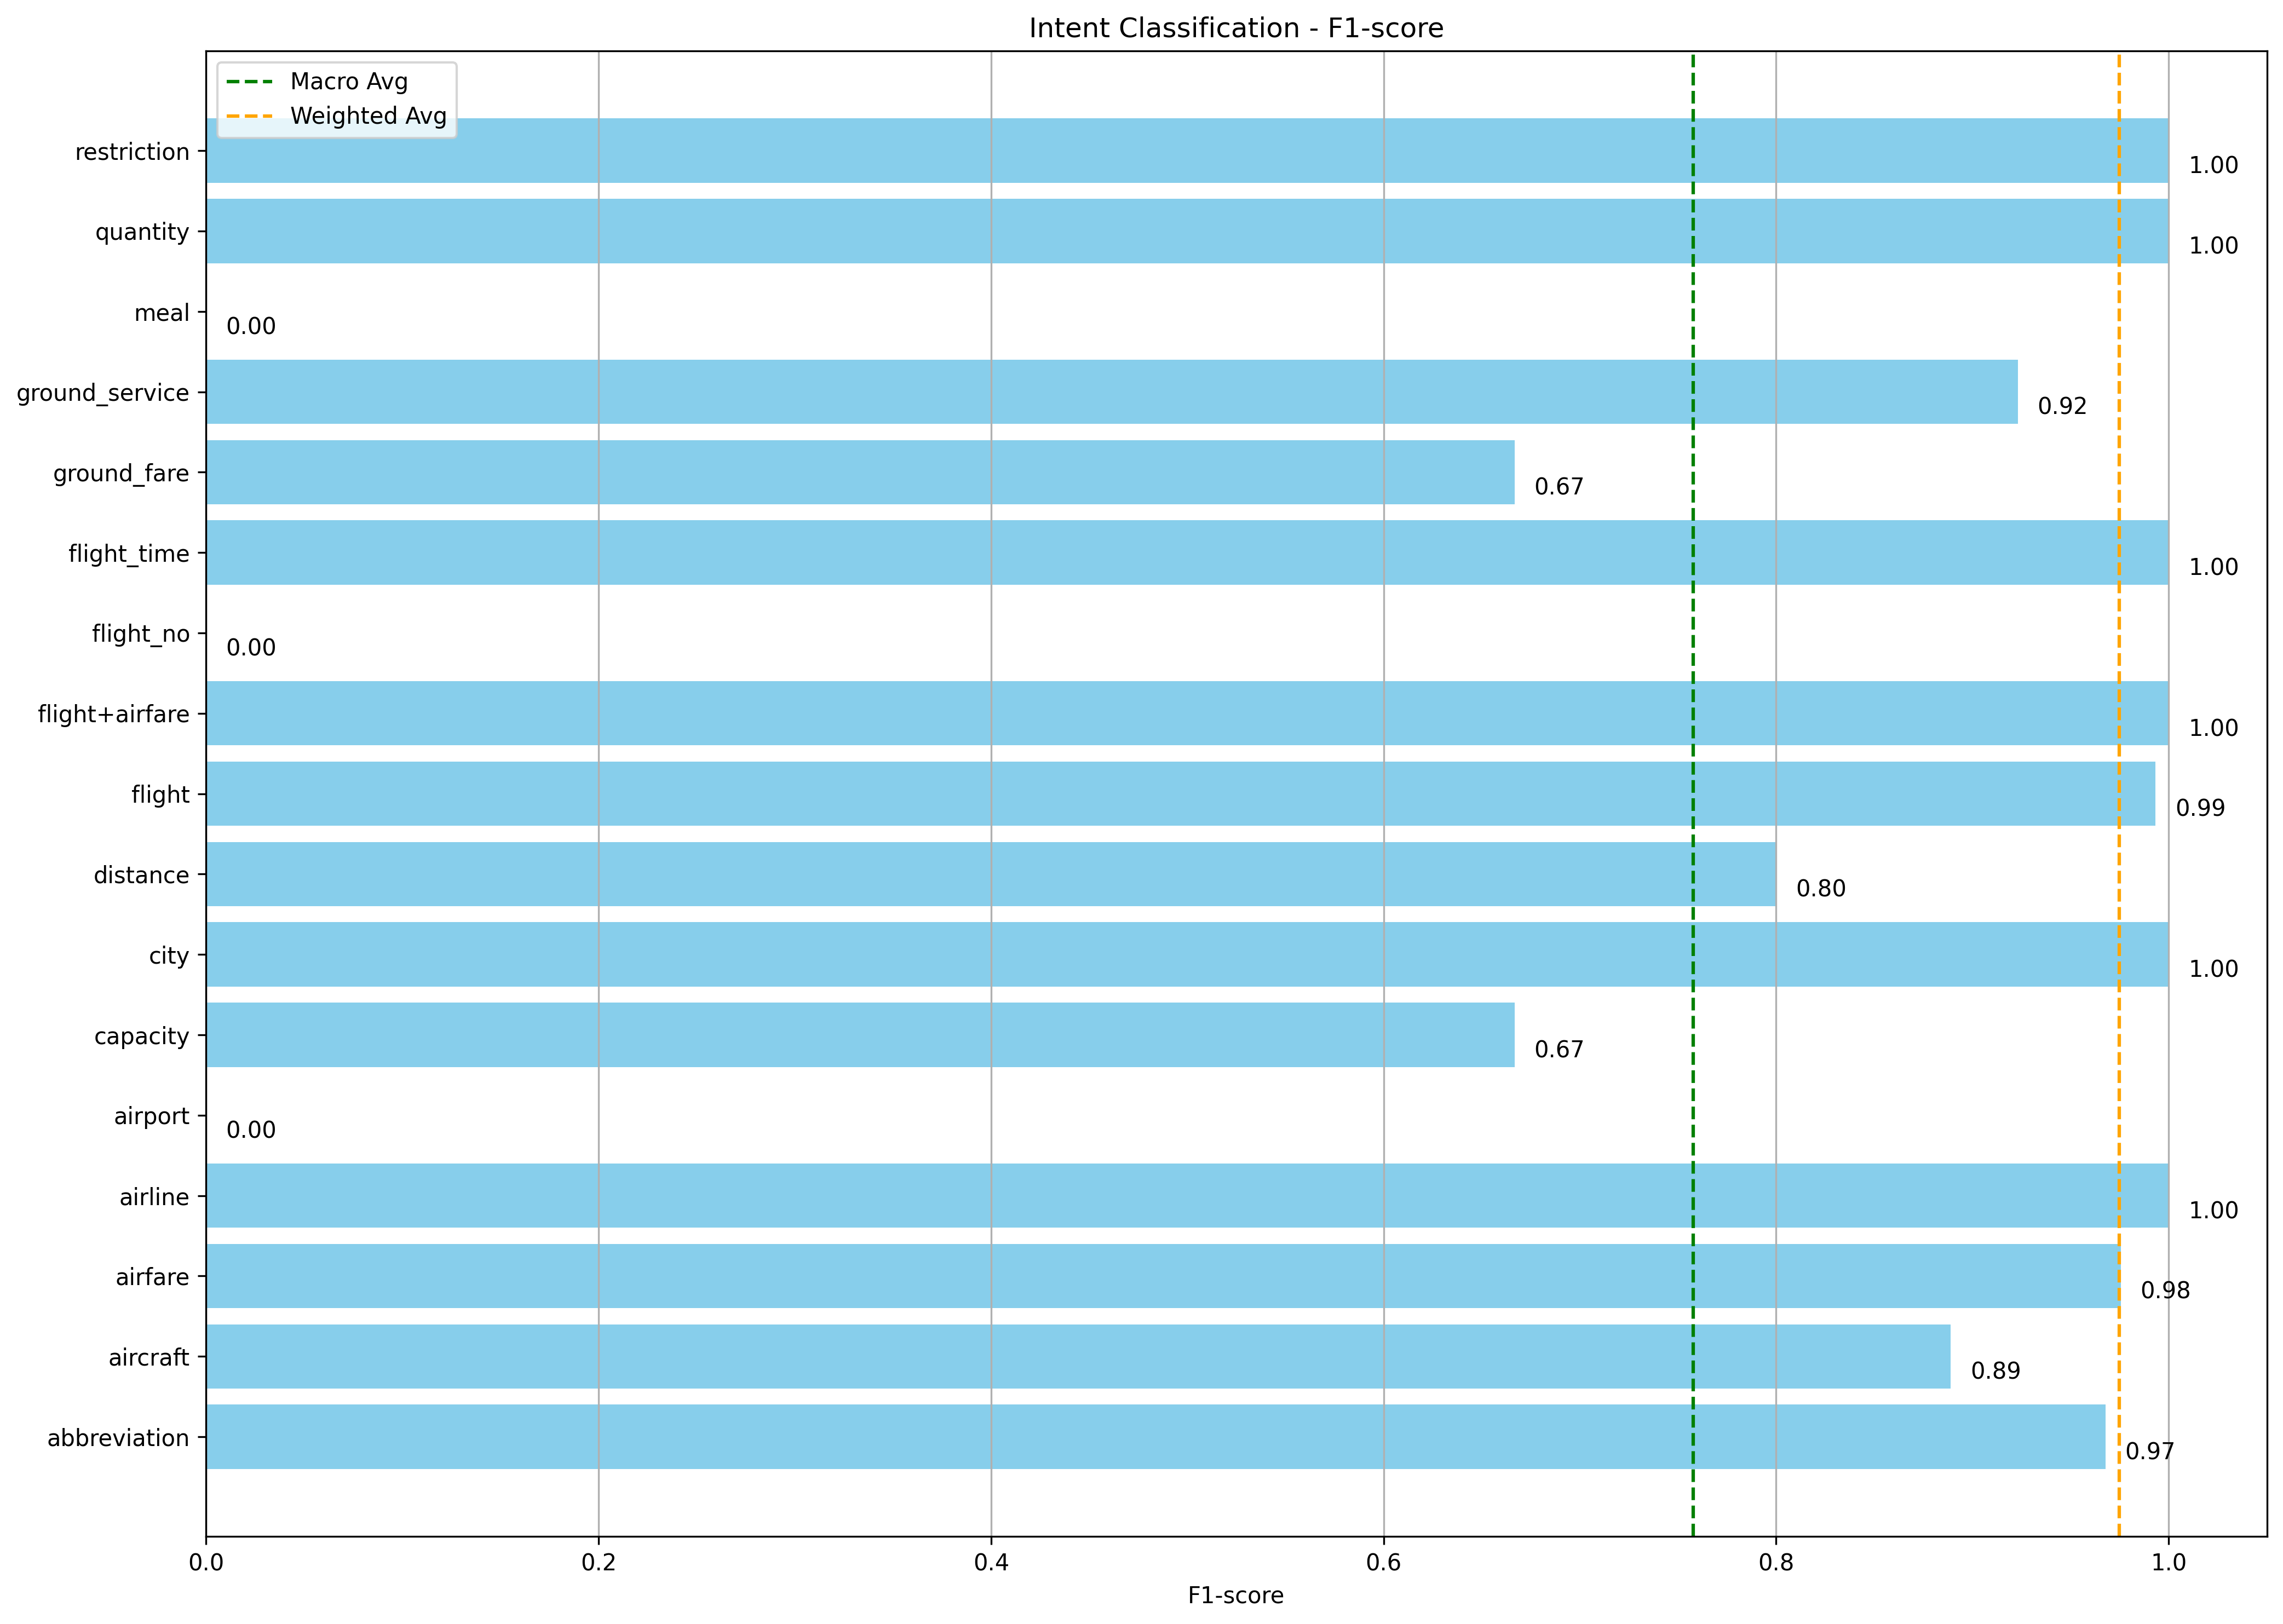 Intent Classification - F1-score
Macro Avg
Weighted Avg
restriction 1.00
quantity 1.00
meal 0.00
ground_service 0.92
ground_fare 0.67
flight_time 1.00
flight_no 0.00
flight+airfare 1.00
flight 0.99
distance 0.80
city 1.00
capacity 0.67
airport 0.00
airline 1.00
airfare 0.98
aircraft 0.89
abbreviation 0.97
0.0 0.2 0.4 0.6 0.8 1.0
F1-score